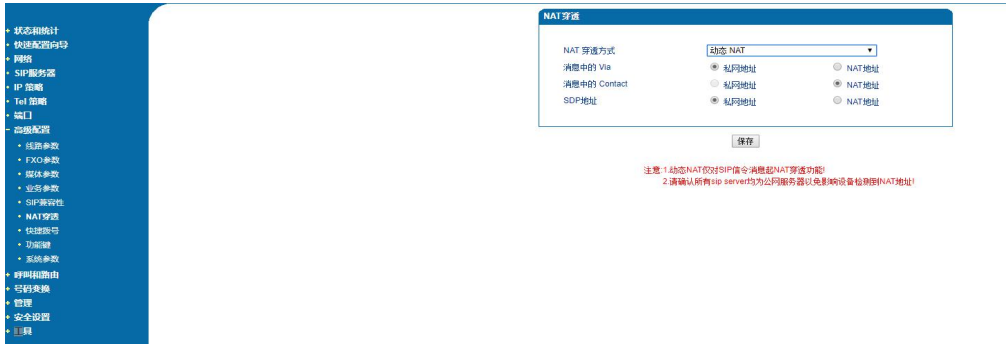 状态和统计
快速配置向导
网络
SIP服务器
IP 策略
Tel 策略
端口
高级配置
线路参数
FXO参数
媒体参数
业务参数
SIP兼容性
NAT穿透
快捷拨号
功能键
系统参数
呼叫和路由
号码变换
管理
安全设置
工具
NAT穿透
NAT 穿透方式 动态 NAT
消息中的 Via 私网地址 NAT地址
消息中的 Contact 私网地址 NAT地址
SDP地址 私网地址 NAT地址
保存
注意:1.动态NAT仅对SIP信令消息起NAT穿透功能!
2.请确认所有sip server均为公网服务器以免影响设备检测到NAT地址!